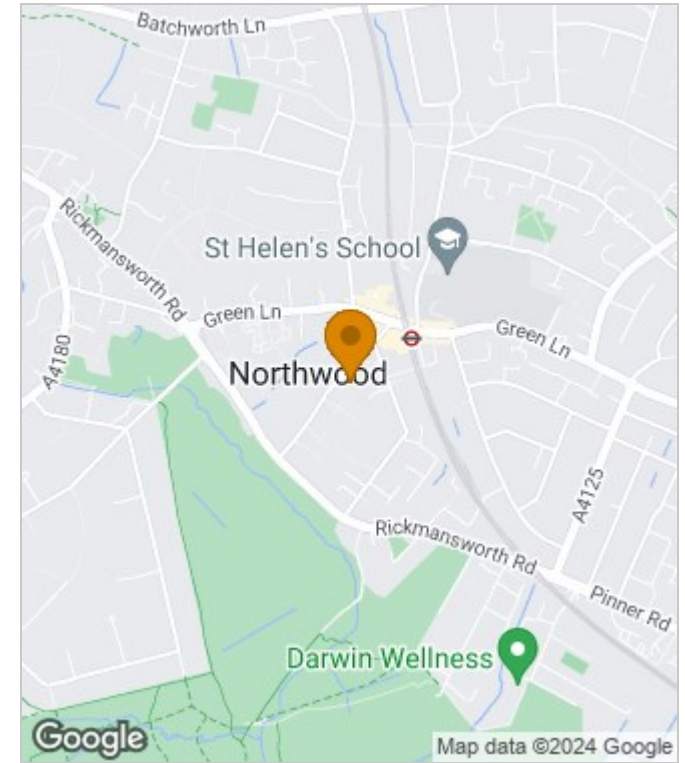 Batchworth Ln
Rickmansworth Rd
St Helen's School
Green Ln
Green Ln
A4180
Northwood
A4125
Rickmansworth Rd
Pinner Rd
Darwin Wellness
Google
Map data ©2024 Google